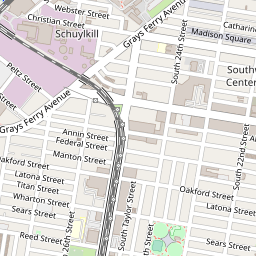 Webster Street
Christian Street
Schuylkill
Catharine
Madison Square
Grays Ferry Avenue
South 24th Street
Peltz Street
Grays Ferry Avenue
Center
Annin Street
Federal Street
Manton Street
Oakford Street
Latona Street
Titan Street
Wharton Street
Sears Street
Reed Street
South Taylor Street
Oakford Street
Latona Street
South 22nd Street
Sears Street